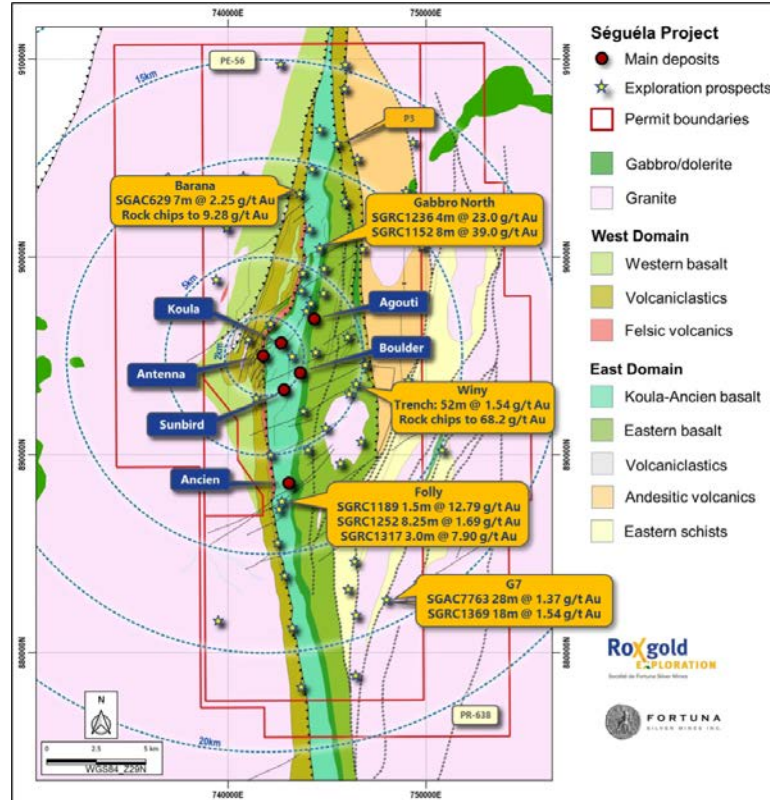 740000E
750000E
910000N
900000N
890000N
880000N
740000E
750000E
PE-56
15km
P3
Barana
SGAC629 7m @ 2.25 g/t Au
Rock chips to 9.28 g/t Au
Gabbro North
SGRC1236 4m @ 23.0 g/t Au
SGRC1152 8m @ 39.0 g/t Au
5km
2km
Koula
Agouti
Antenna
Boulder
Sunbird
Winy
Trench: 52m @ 1.54 g/t Au
Rock chips to 68.2 g/t Au
Ancien
Folly
SGRC1189 1.5m @ 12.79 g/t Au
SGRC1252 8.25m @ 1.69 g/t Au
SGRC1317 3.0m @ 7.90 g/t Au
G7
SGAC7763 28m @ 1.37 g/t Au
SGRC1369 18m @ 1.54 g/t Au
PR-638
20km
N
0 2.5 5 km
WGS84_Z29N
Séguéla Project
Main deposits
Exploration prospects
Permit boundaries
Gabbro/dolerite
Granite
West Domain
Western basalt
Volcaniclastics
Felsic volcanics
East Domain
Koula-Ancien basalt
Eastern basalt
Volcaniclastics
Andesitic volcanics
Eastern schists
Roxgold
EXPLORATION
Société de Fortuna Silver Mines
FORTUNA
SILVER MINES INC.